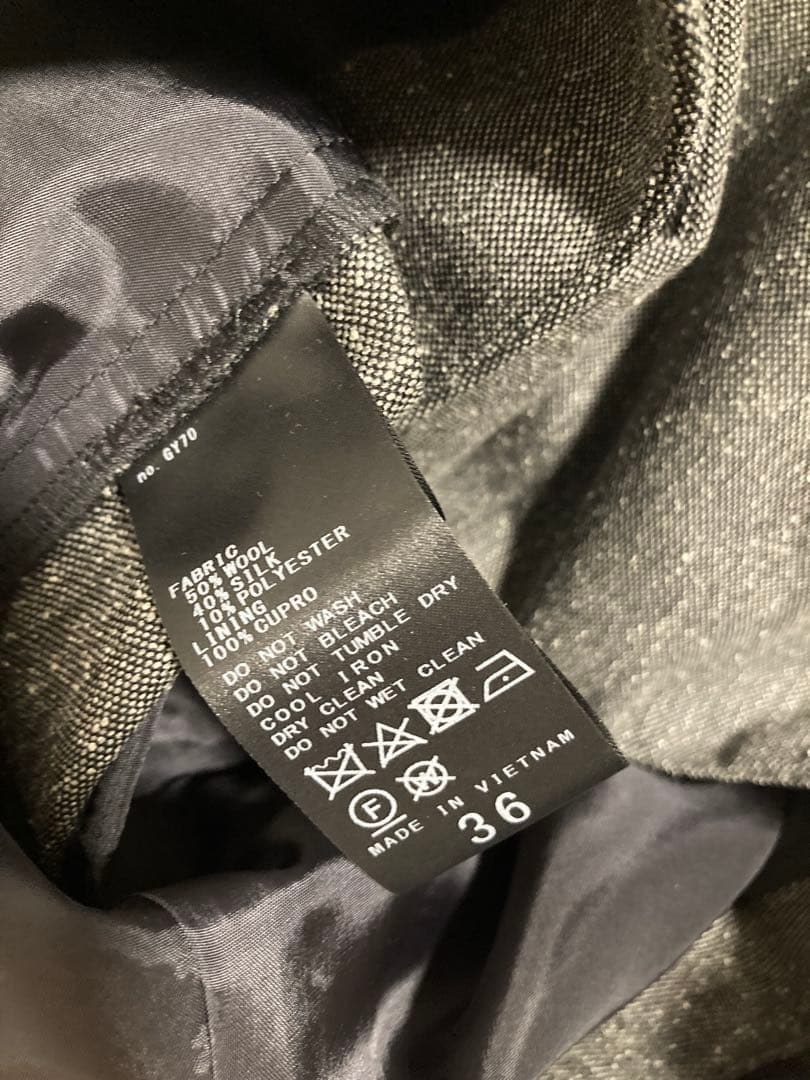 no. GY70
FABRIC
50% WOOL
40% SILK
10% POLYESTER
LINING
100% CUPRO
DO NOT WASH
DO NOT BLEACH
DO NOT TUMBLE DRY
COOL IRON
DRY CLEAN
DO NOT WET CLEAN
F W
MADE IN VIETNAM
36